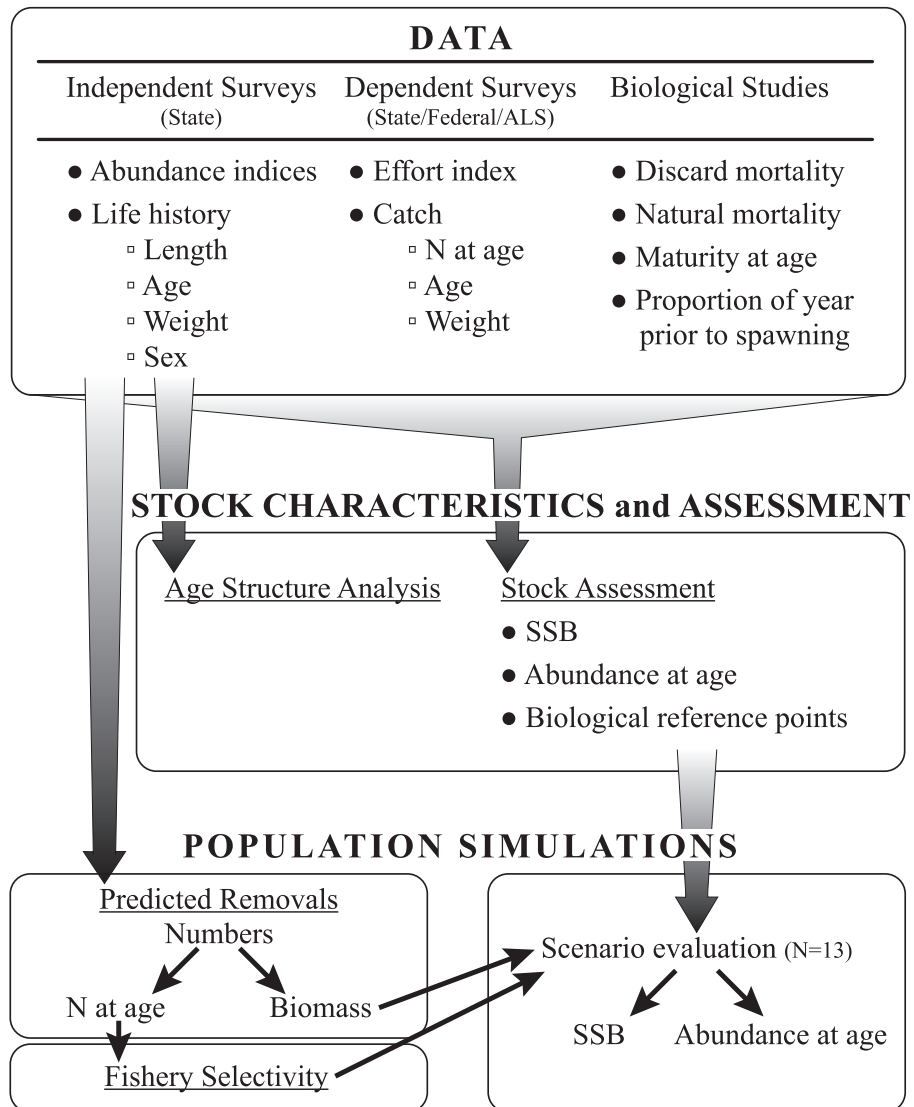 DATA
Independent Surveys
(State)
Dependent Surveys
(State/Federal/ALS)
Biological Studies
● Abundance indices
● Life history
▫ Length
▫ Age
▫ Weight
▫ Sex
● Effort index
● Catch
▫ N at age
▫ Age
▫ Weight
● Discard mortality
● Natural mortality
● Maturity at age
● Proportion of year
prior to spawning
STOCK CHARACTERISTICS and ASSESSMENT
Age Structure Analysis
Stock Assessment
● SSB
● Abundance at age
● Biological reference points
POPULATION SIMULATIONS
Predicted Removals
Numbers
N at age
Biomass
Fishery Selectivity
Scenario evaluation (N=13)
SSB
Abundance at age